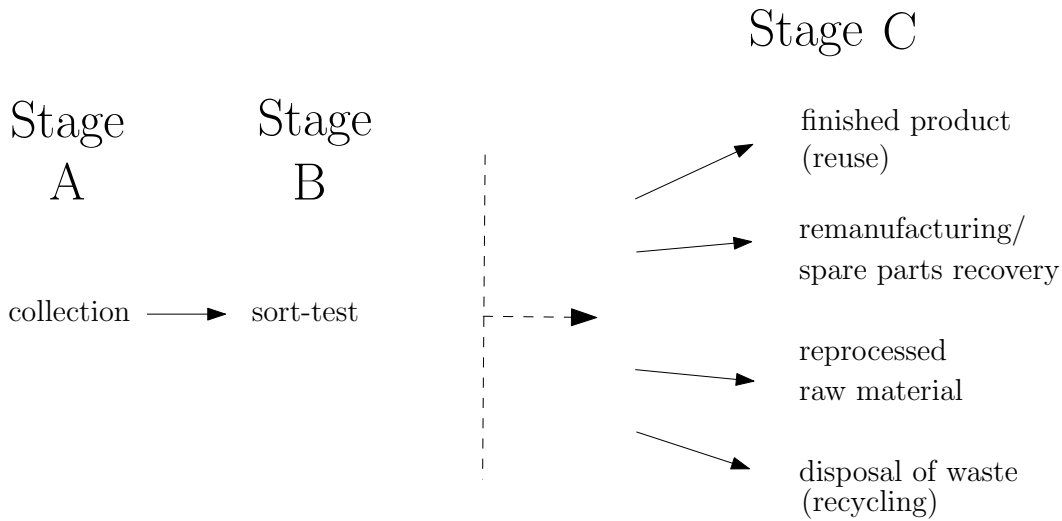 Stage C
Stage
A
Stage
B
collection
sort-test
finished product
(reuse)
remanufacturing/
spare parts recovery
reprocessed
raw material
disposal of waste
(recycling)